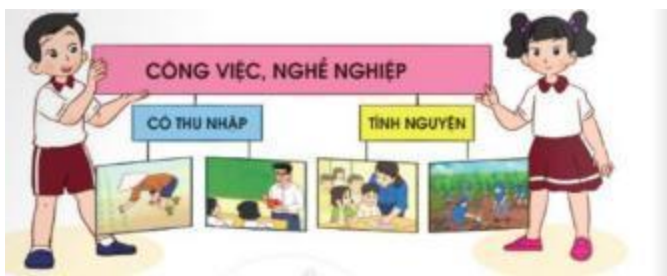 CÔNG VIỆC, NGHỀ NGHIỆP
CÓ THU NHẬP
TÌNH NGUYỆN